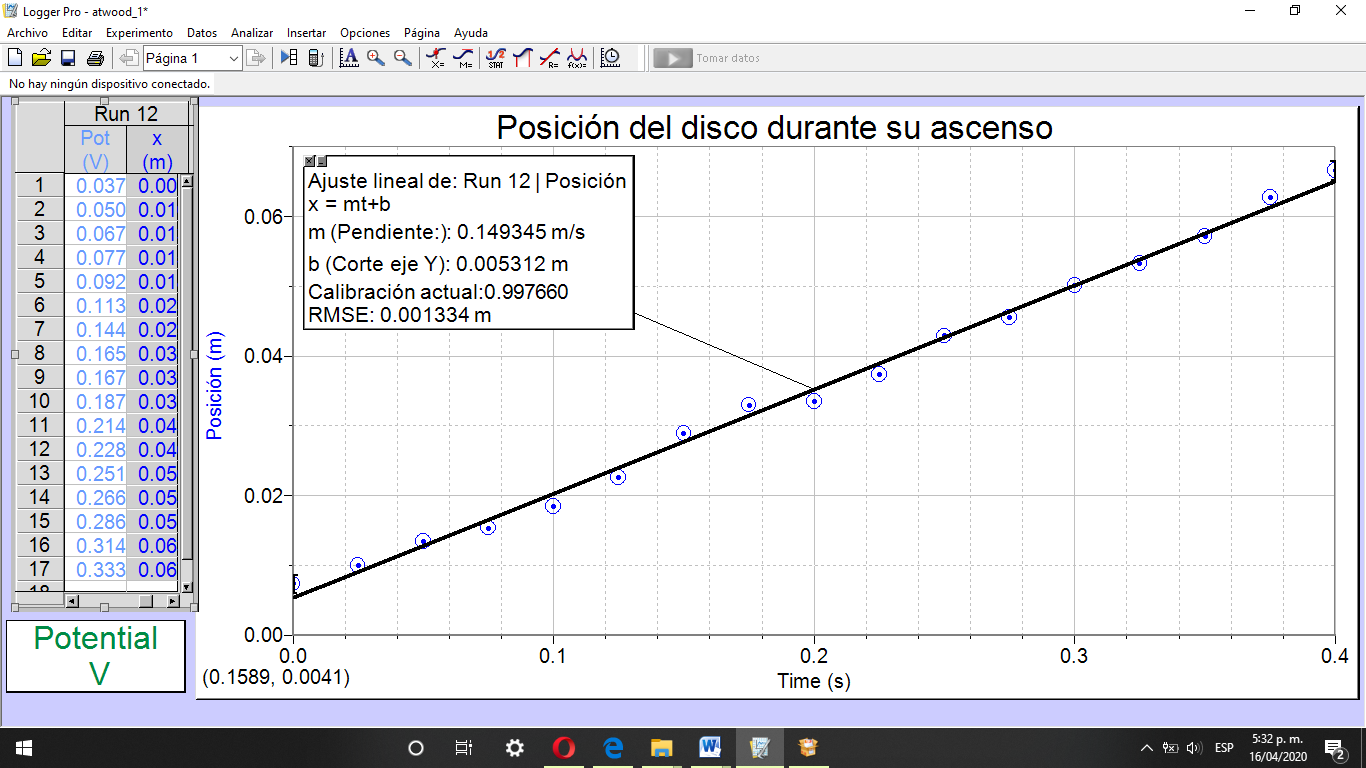 Logger Pro - atwood_1*
Archivo Editar Experimento Datos Analizar Insertar Opciones Página Ayuda
Página 1
X= M= STAT R= f(x)=
Tomar datos
No hay ningún dispositivo conectado.
Run 12
Pot x
(V) (m)
1 0.037 0.00
2 0.050 0.01
3 0.067 0.01
4 0.077 0.01
5 0.092 0.01
6 0.113 0.02
7 0.144 0.02
8 0.165 0.03
9 0.167 0.03
10 0.187 0.03
11 0.214 0.04
12 0.228 0.04
13 0.251 0.05
14 0.266 0.05
15 0.286 0.05
16 0.314 0.06
17 0.333 0.06
18
Potential
V
Posición del disco durante su ascenso
Ajuste lineal de: Run 12 | Posición
x = mt+b
m (Pendiente:): 0.149345 m/s
b (Corte eje Y): 0.005312 m
Calibración actual:0.997660
RMSE: 0.001334 m
Posición (m)
0.06
0.04
0.02
0.00
0.0 0.1 0.2 0.3 0.4
(0.1589, 0.0041)
Time (s)
ESP
5:32 p. m.
16/04/2020
2